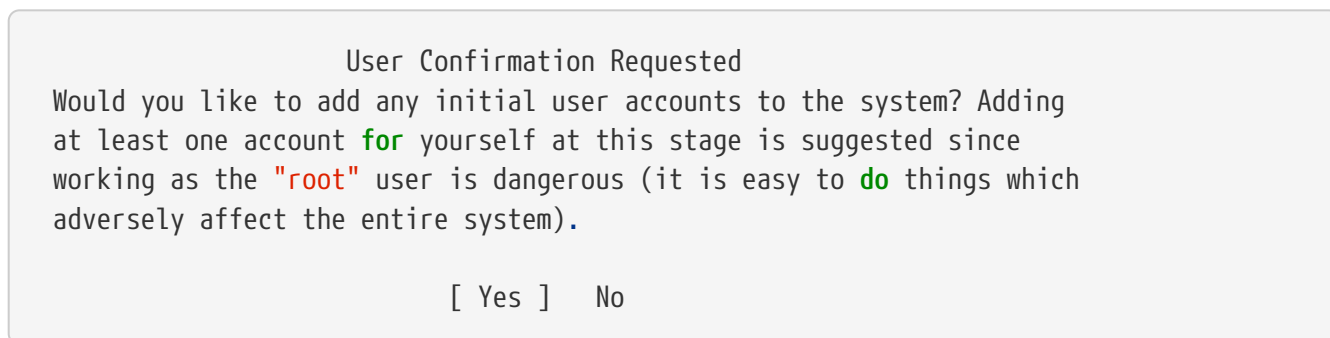 User Confirmation Requested
Would you like to add any initial user accounts to the system? Adding
at least one account for yourself at this stage is suggested since
working as the "root" user is dangerous (it is easy to do things which
adversely affect the entire system).
[ Yes ] No